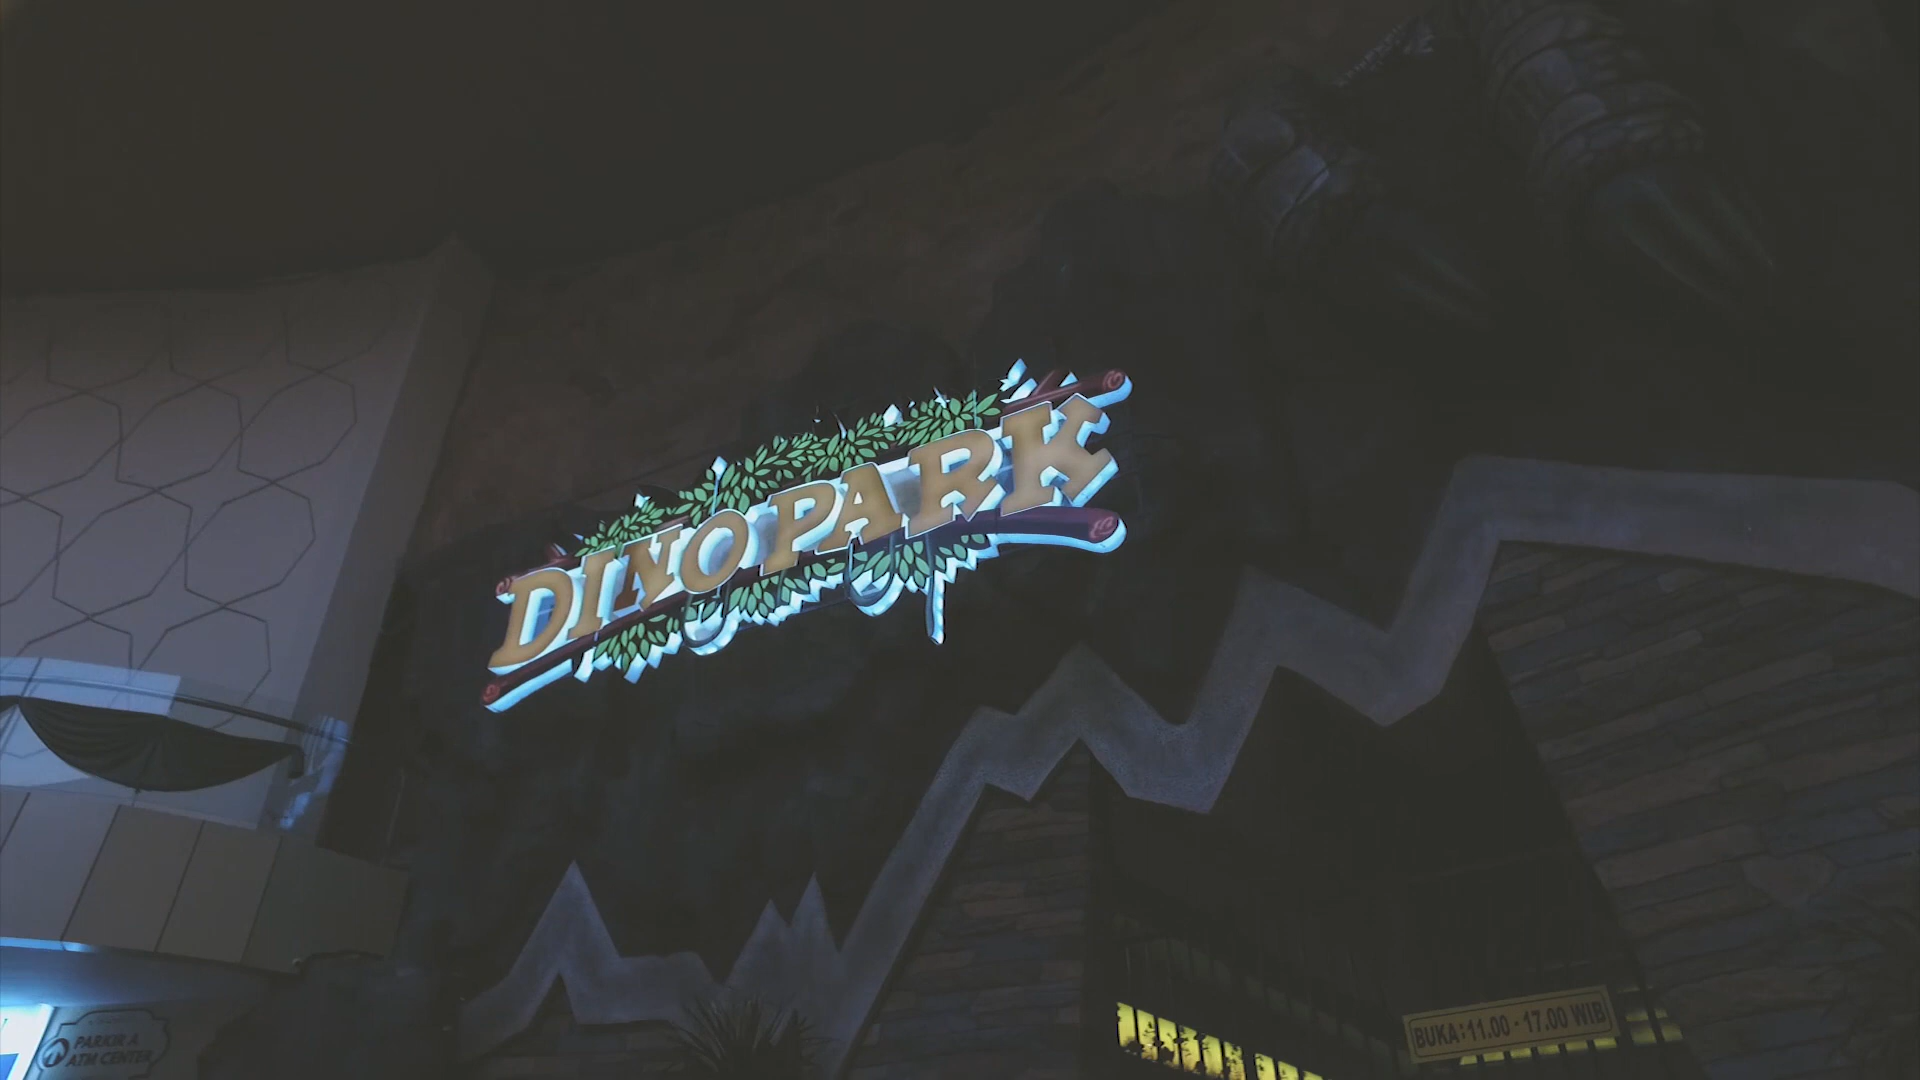 DINO PARK
BUKA : 11.00 - 17.00 WIB
PARKIR A
ATM CENTER